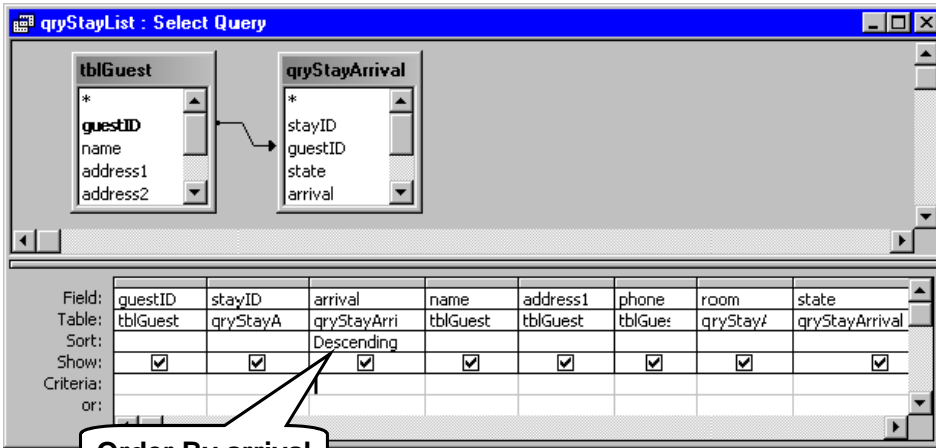 qryStayList : Select Query
tblGuest
*
guestID
name
address1
address2
qryStayArrival
*
stayID
guestID
state
arrival
Field: guestID stayID arrival name address1 phone room state
Table: tblGuest qryStayA qryStayArri tblGuest tblGuest tblGues qryStayA qryStayArrival
Sort: Descending
Show:
Criteria:
or:
Order By arrival